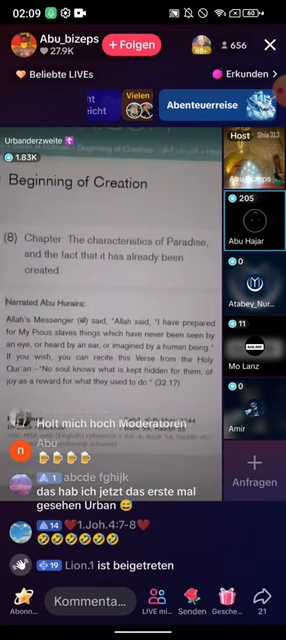 02:09
60
Abu_bizeps
27.9K
+ Folgen
656
Beliebte LIVEs
Erkunden >
Vielen
eicht
Abenteuerreise
Urbanderzweite
1.83K
Beginning of Creation
(8) Chapter: The characteristics of Paradise,
and the fact that it has already been
created
Narrated Abu Huraira:
Allah's Messenger (ﷺ) said, "Allah said, "I have prepared
for My Pious slaves things which have never been seen by
an eye, or heard by an ear, or imagined by a human being."
If you wish, you can recite this Verse from the Holy
Qur'an:-"No soul knows what is kept hidden for them, of
joy as a reward for what they used to do." (32.17)
Host
Shia313
205
Abu Hajar
0
Atabey_Nur...
11
Mo Lanz
0
Amir
+
Anfragen
Holt mich hoch Moderatoren
n
Abu
🍺🍺🍺🍺
1 abcde fghijk
das hab ich jetzt das erste mal
gesehen Urban 😅
14 ❤️1.Joh.4:7-8❤️
🤣🤣🤣🤣🤣🤣
19 Lion.1 ist beigetreten
Abonn...
Kommenta...
LIVE mi...
Senden
Gesche...
21